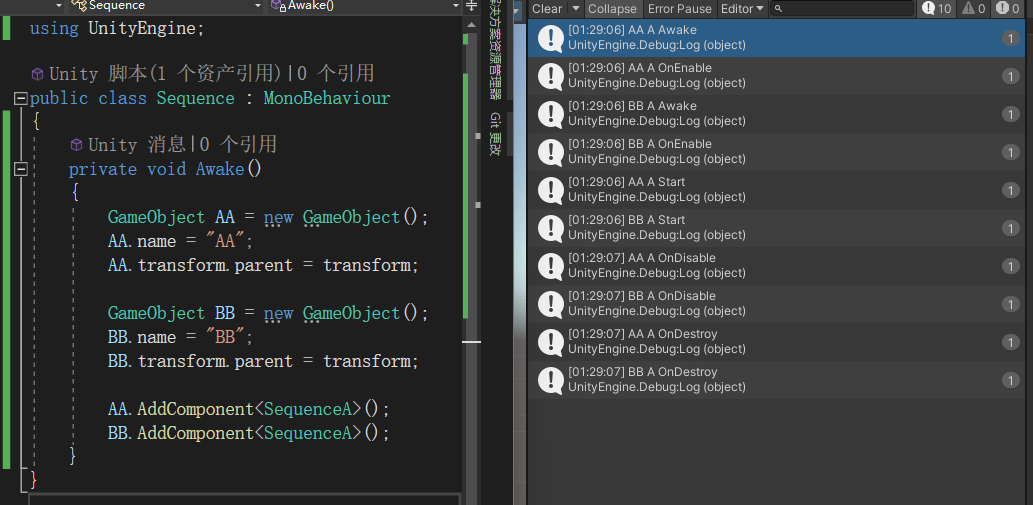 Sequence
Awake()
using UnityEngine;
Unity 脚本(1 个资产引用)|0 个引用
public class Sequence : MonoBehaviour
{
Unity 消息|0 个引用
private void Awake()
{
GameObject AA = new GameObject();
AA.name = "AA";
AA.transform.parent = transform;
GameObject BB = new GameObject();
BB.name = "BB";
BB.transform.parent = transform;
AA.AddComponent<SequenceA>();
BB.AddComponent<SequenceA>();
}
}
解决方案资源管理器
Git 更改
Clear Collapse Error Pause Editor 10 0 0
[01:29:06] AA A Awake
UnityEngine.Debug:Log (object)
1
[01:29:06] AA A OnEnable
UnityEngine.Debug:Log (object)
1
[01:29:06] BB A Awake
UnityEngine.Debug:Log (object)
1
[01:29:06] BB A OnEnable
UnityEngine.Debug:Log (object)
1
[01:29:06] AA A Start
UnityEngine.Debug:Log (object)
1
[01:29:06] BB A Start
UnityEngine.Debug:Log (object)
1
[01:29:07] AA A OnDisable
UnityEngine.Debug:Log (object)
1
[01:29:07] BB A OnDisable
UnityEngine.Debug:Log (object)
1
[01:29:07] AA A OnDestroy
UnityEngine.Debug:Log (object)
1
[01:29:07] BB A OnDestroy
UnityEngine.Debug:Log (object)
1